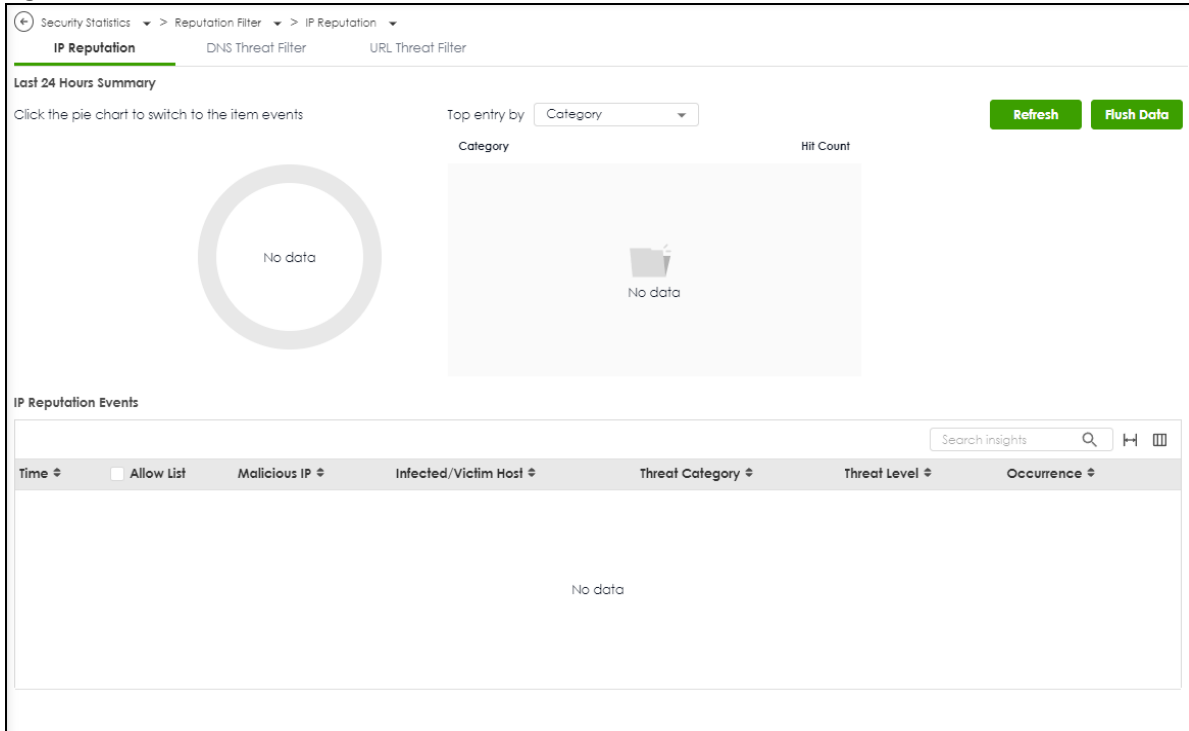 Security Statistics > Reputation Filter > IP Reputation
IP Reputation DNS Threat Filter URL Threat Filter
Last 24 Hours Summary
Click the pie chart to switch to the item events Top entry by Category Refresh Flush Data
Category Hit Count
No data
No data
IP Reputation Events
Search insights
Time Allow List Malicious IP Infected/Victim Host Threat Category Threat Level Occurrence
No data